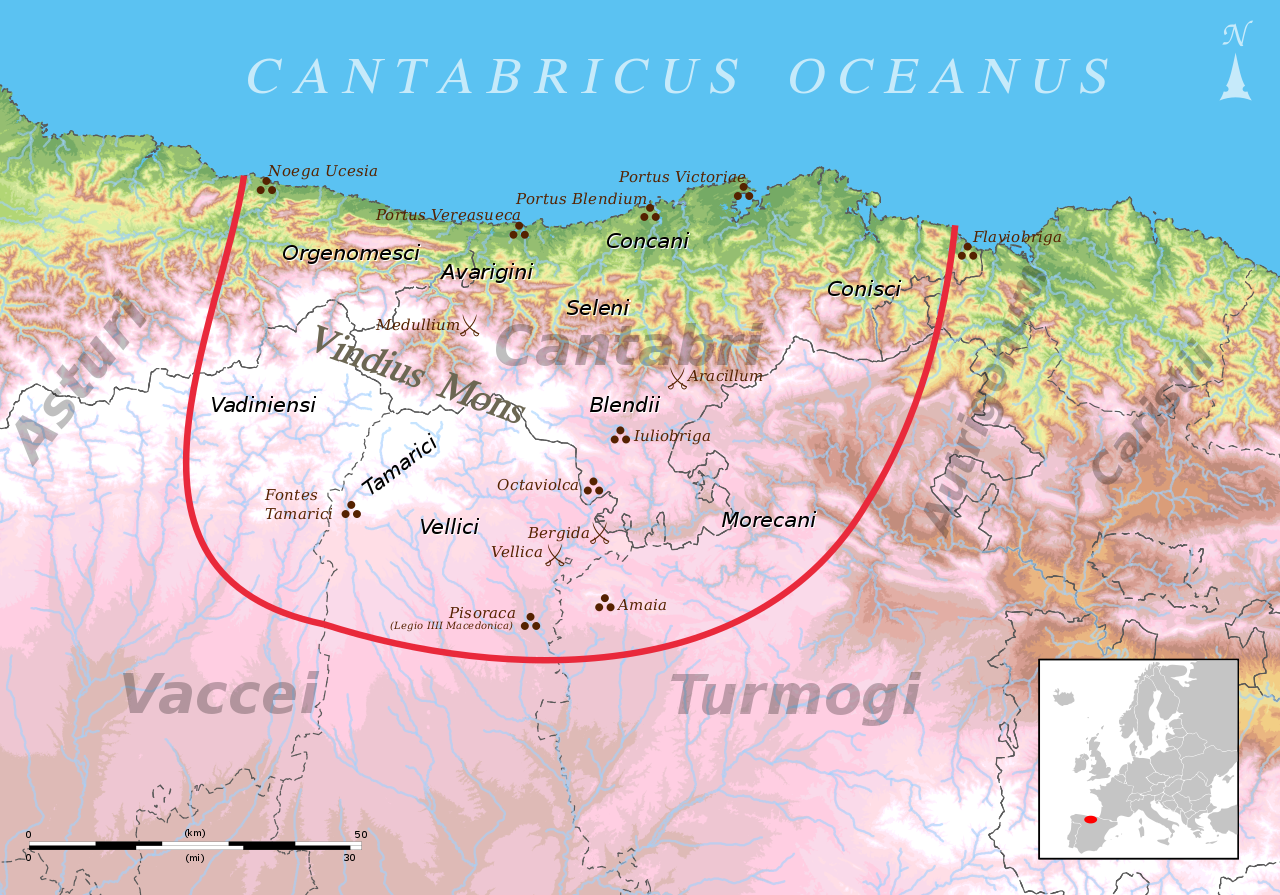 N
CANTABRICUS OCEANUS
Noega Ucesia
Portus Victoriae
Portus Blendium
Portus Vereasueca
Flaviobriga
Concani
Orgenomesci
Avarigini
Conisci
Seleni
Medullium
Cantabri
Vindius Mons
Asturi
Autrigonum
Caristii
Aracillum
Vadiniensi
Blendii
Iuliobriga
Tamarici
Octaviolca
Fontes
Tamarici
Vellici
Morecani
Bergida
Vellica
Amaia
Pisoraca
(Legio IIII Macedonica)
Vaccei
Turmogi
0 (km) 50
0 (mi) 30